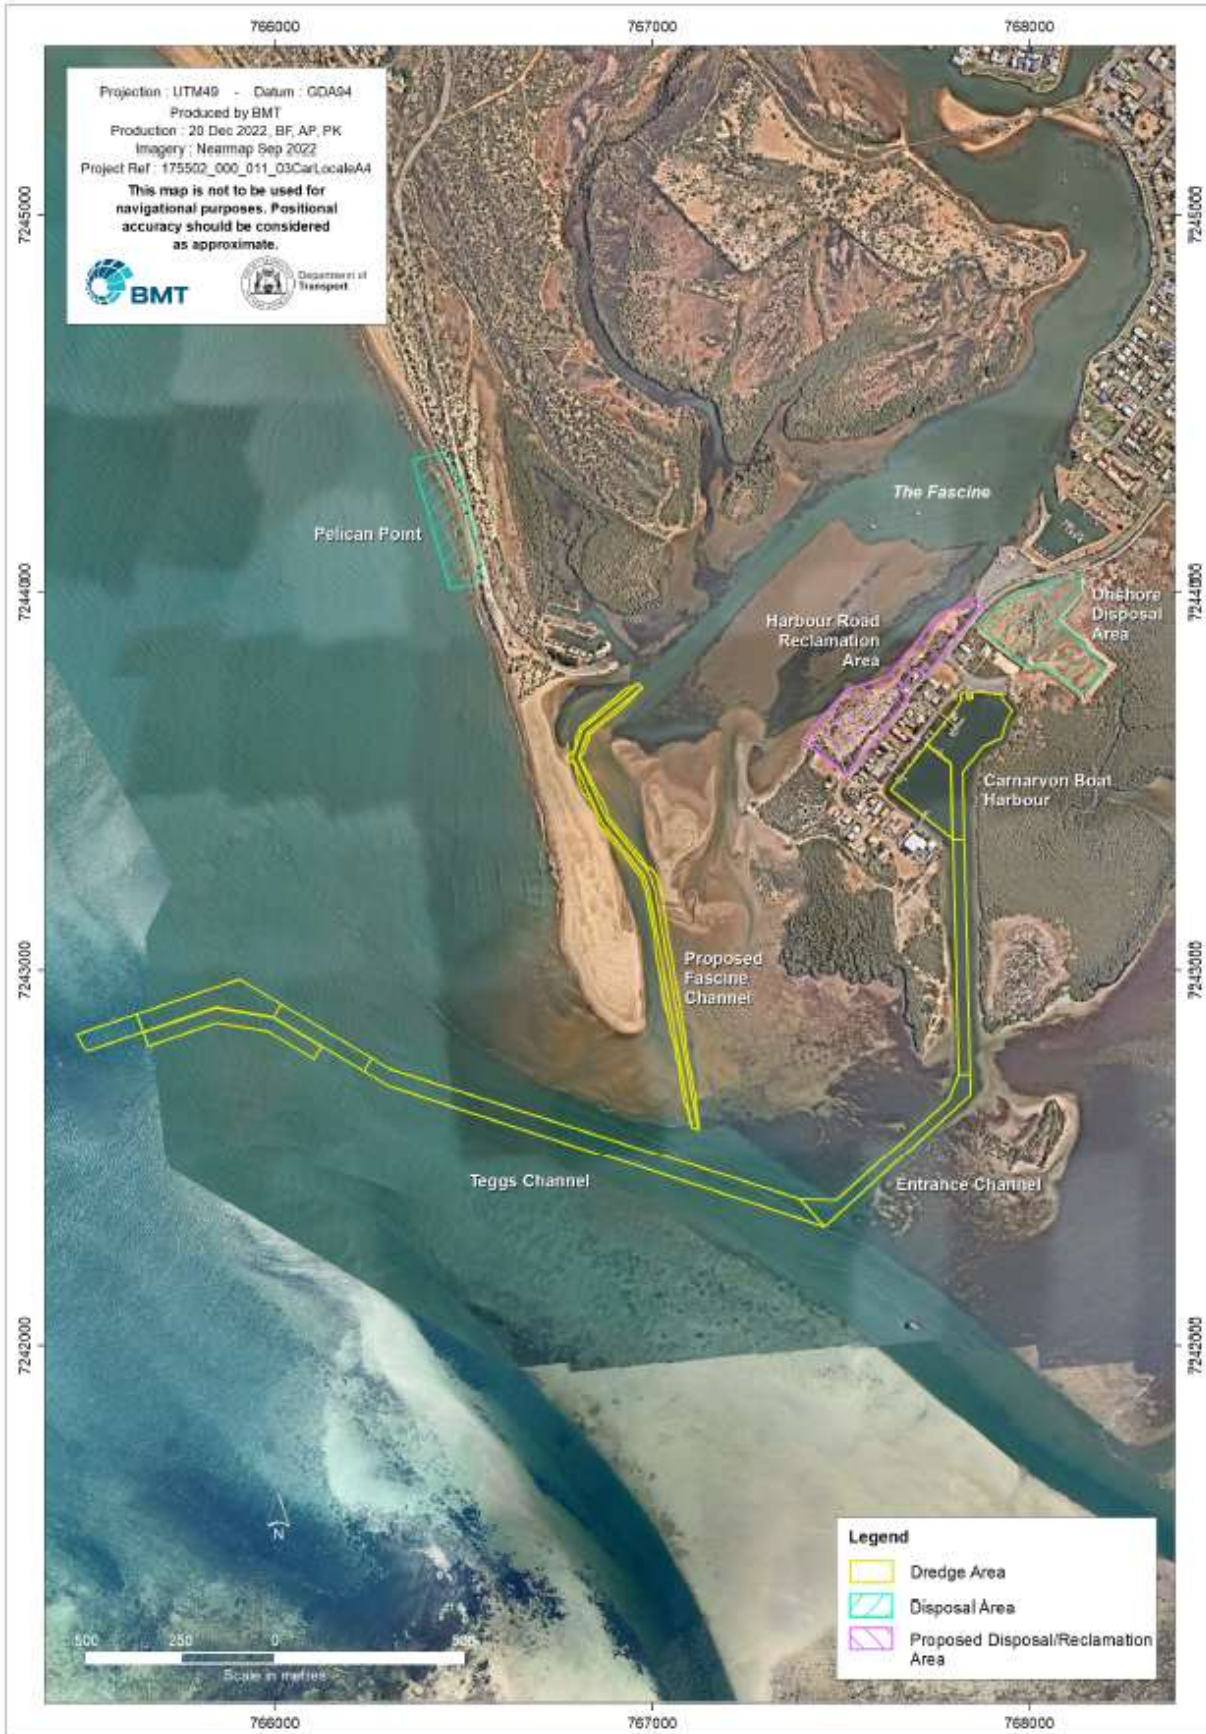 766000
767000
768000
Projection : UTM49 - Datum : GDA94
Produced by BMT
Production : 20 Dec 2022, BF, AP, PK
Imagery : Nearmap Sep 2022
Project Ref : 175502_000_011_03CarLocaleA4
This map is not to be used for
navigational purposes. Positional
accuracy should be considered
as approximate.
BMT
Department of
Transport
7245000
7245000
The Fascine
Pelican Point
7244000
7244000
Onshore
Disposal
Area
Harbour Road
Reclamation
Area
Carnarvon Boat
Harbour
Proposed
Fascine
Channel
7243000
7243000
Teggs Channel
Entrance Channel
7242000
7242000
N
500
250
0
500
Scale in metres
Legend
Dredge Area
Disposal Area
Proposed Disposal/Reclamation
Area
766000
767000
768000